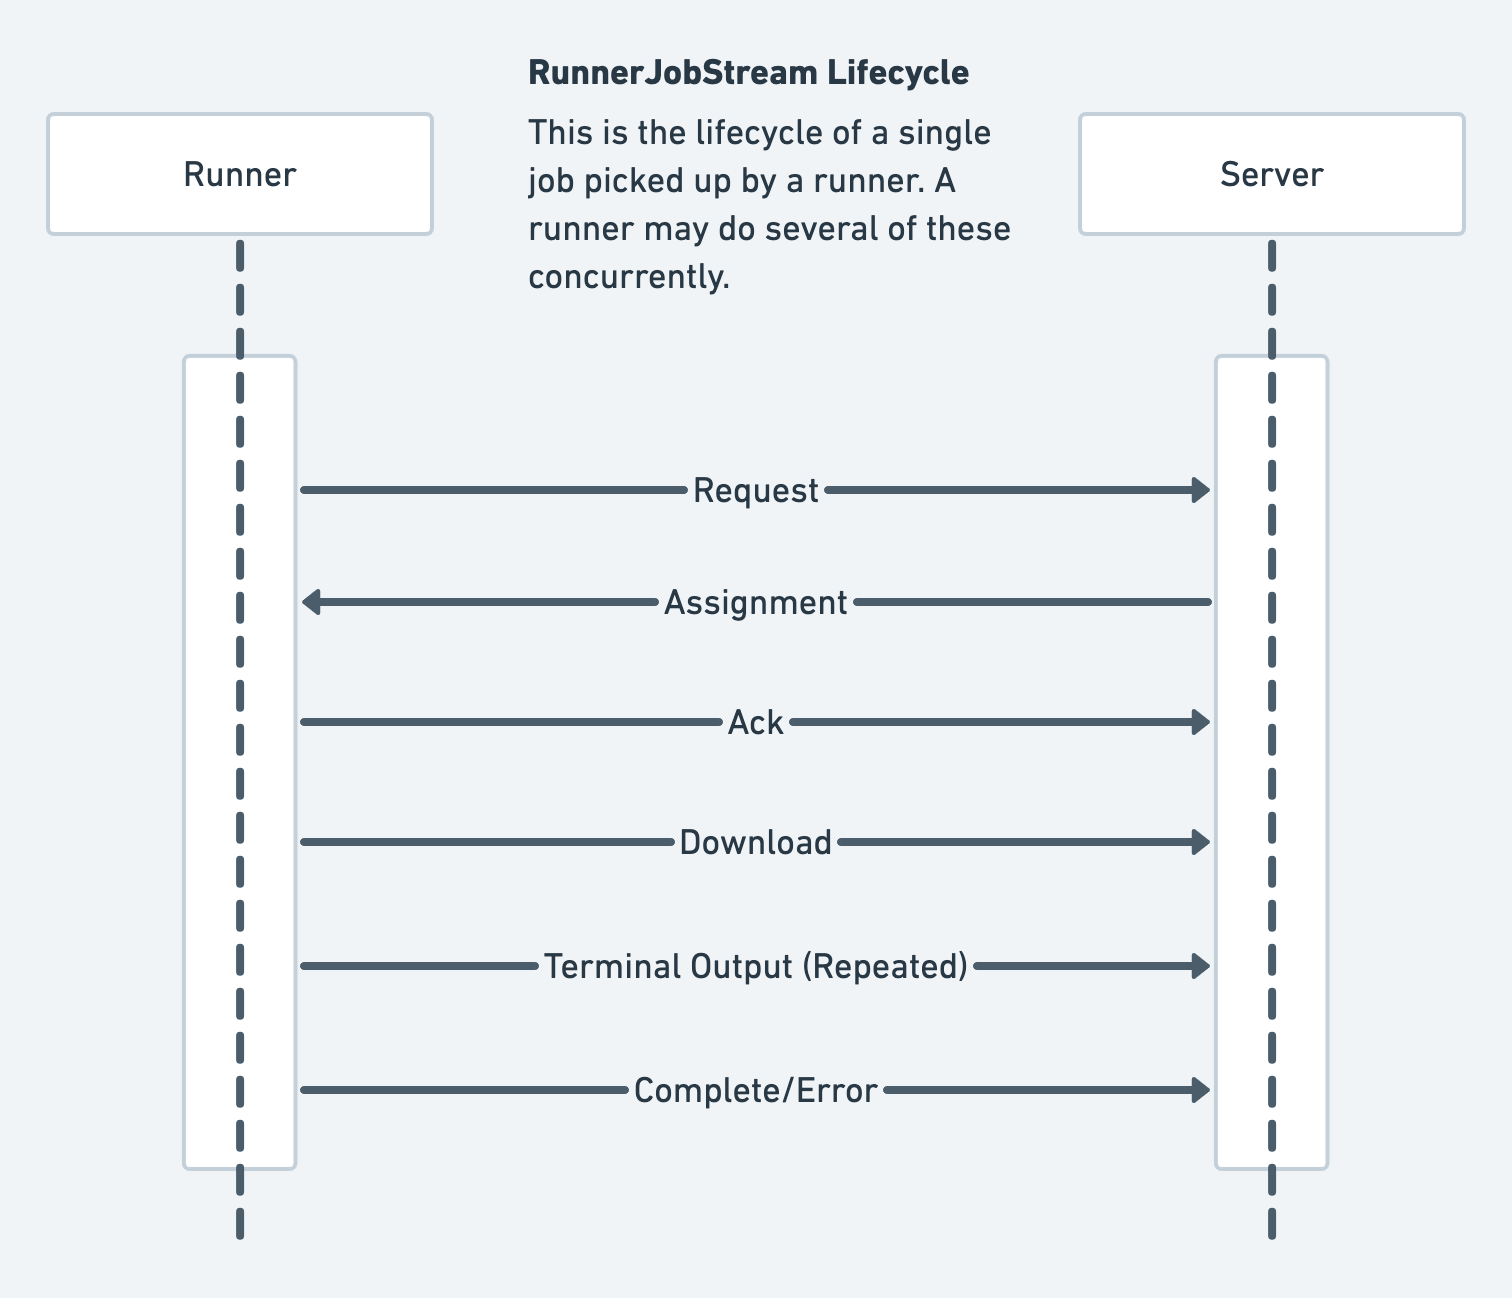 RunnerJobStream Lifecycle
This is the lifecycle of a single
job picked up by a runner. A
runner may do several of these
concurrently.
Runner
Server
Request
Assignment
Ack
Download
Terminal Output (Repeated)
Complete/Error